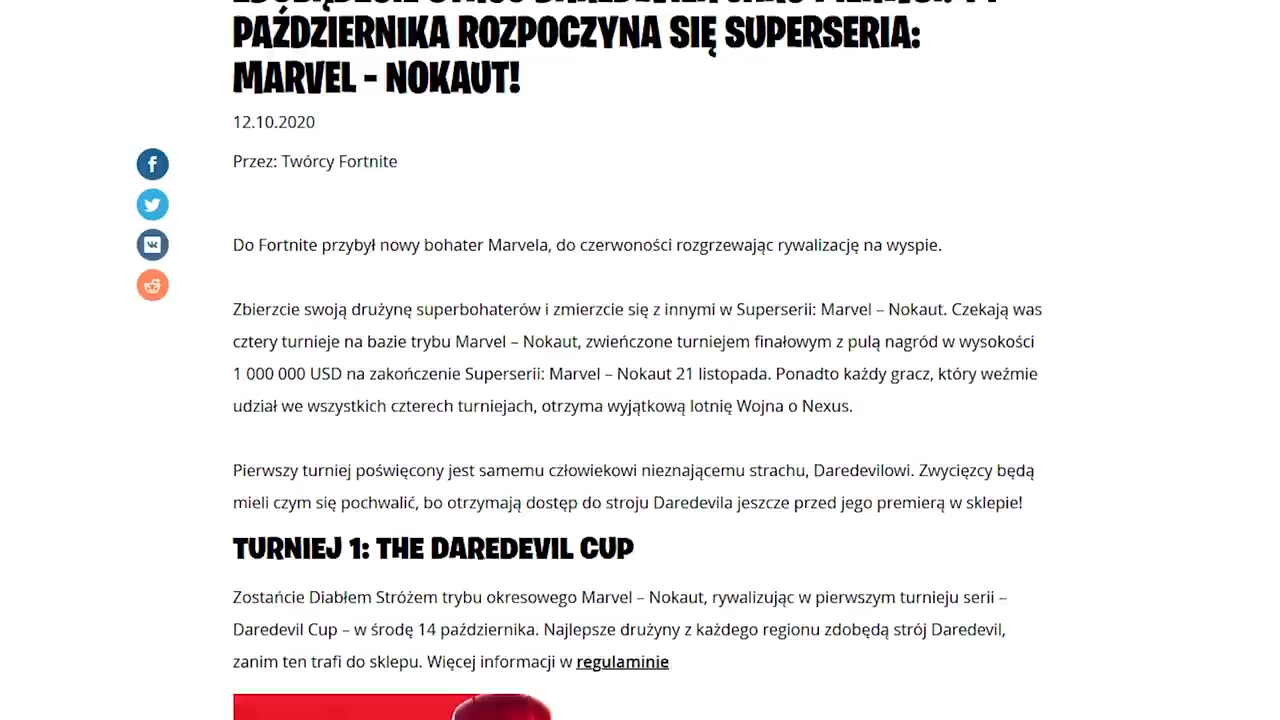 PAŹDZIERNIKA ROZPOCZYNA SIĘ SUPERSERIA:
MARVEL - NOKAUT!
12.10.2020
Przez: Twórcy Fortnite
Do Fortnite przybył nowy bohater Marvela, do czerwoności rozgrzewając rywalizację na wyspie.
Zbierzcie swoją drużynę superbohaterów i zmierzcie się z innymi w Superserii: Marvel – Nokaut. Czekają was
cztery turnieje na bazie trybu Marvel – Nokaut, zwieńczone turniejem finałowym z pulą nagród w wysokości
1 000 000 USD na zakończenie Superserii: Marvel – Nokaut 21 listopada. Ponadto każdy gracz, który weźmie
udział we wszystkich czterech turniejach, otrzyma wyjątkową lotnię Wojna o Nexus.
Pierwszy turniej poświęcony jest samemu człowiekowi nieznającemu strachu, Daredevilowi. Zwycięzcy będą
mieli czym się pochwalić, bo otrzymają dostęp do stroju Daredevila jeszcze przed jego premierą w sklepie!
TURNIEJ 1: THE DAREDEVIL CUP
Zostańcie Diabłem Stróżem trybu okresowego Marvel – Nokaut, rywalizując w pierwszym turnieju serii –
Daredevil Cup – w środę 14 października. Najlepsze drużyny z każdego regionu zdobędą strój Daredevil,
zanim ten trafi do sklepu. Więcej informacji w regulaminie